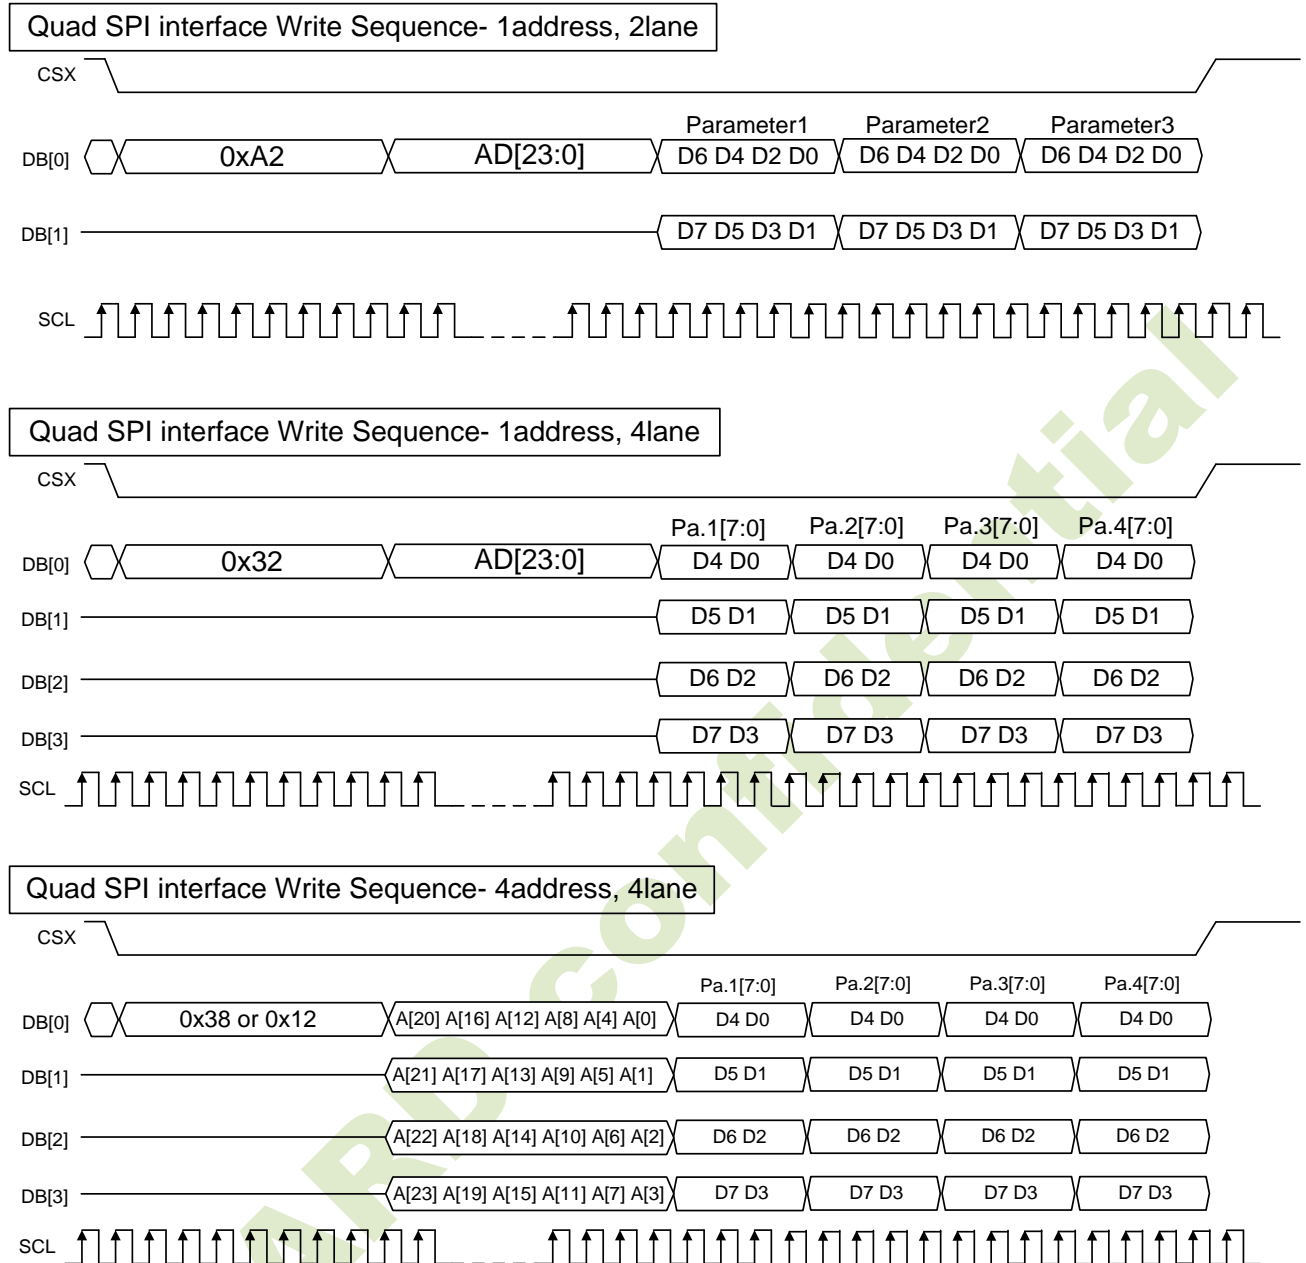 Quad SPI interface Write Sequence- 1address, 2lane
CSX
Parameter1 Parameter2 Parameter3
DB[0] 0xA2 AD[23:0] D6 D4 D2 D0 D6 D4 D2 D0 D6 D4 D2 D0
DB[1] D7 D5 D3 D1 D7 D5 D3 D1 D7 D5 D3 D1
SCL
Quad SPI interface Write Sequence- 1address, 4lane
CSX
Pa.1[7:0] Pa.2[7:0] Pa.3[7:0] Pa.4[7:0]
DB[0] 0x32 AD[23:0] D4 D0 D4 D0 D4 D0 D4 D0
DB[1] D5 D1 D5 D1 D5 D1 D5 D1
DB[2] D6 D2 D6 D2 D6 D2 D6 D2
DB[3] D7 D3 D7 D3 D7 D3 D7 D3
SCL
Quad SPI interface Write Sequence- 4address, 4lane
CSX
Pa.1[7:0] Pa.2[7:0] Pa.3[7:0] Pa.4[7:0]
DB[0] 0x38 or 0x12 A[20] A[16] A[12] A[8] A[4] A[0] D4 D0 D4 D0 D4 D0 D4 D0
DB[1] A[21] A[17] A[13] A[9] A[5] A[1] D5 D1 D5 D1 D5 D1 D5 D1
DB[2] A[22] A[18] A[14] A[10] A[6] A[2] D6 D2 D6 D2 D6 D2 D6 D2
DB[3] A[23] A[19] A[15] A[11] A[7] A[3] D7 D3 D7 D3 D7 D3 D7 D3
SCL
confidential